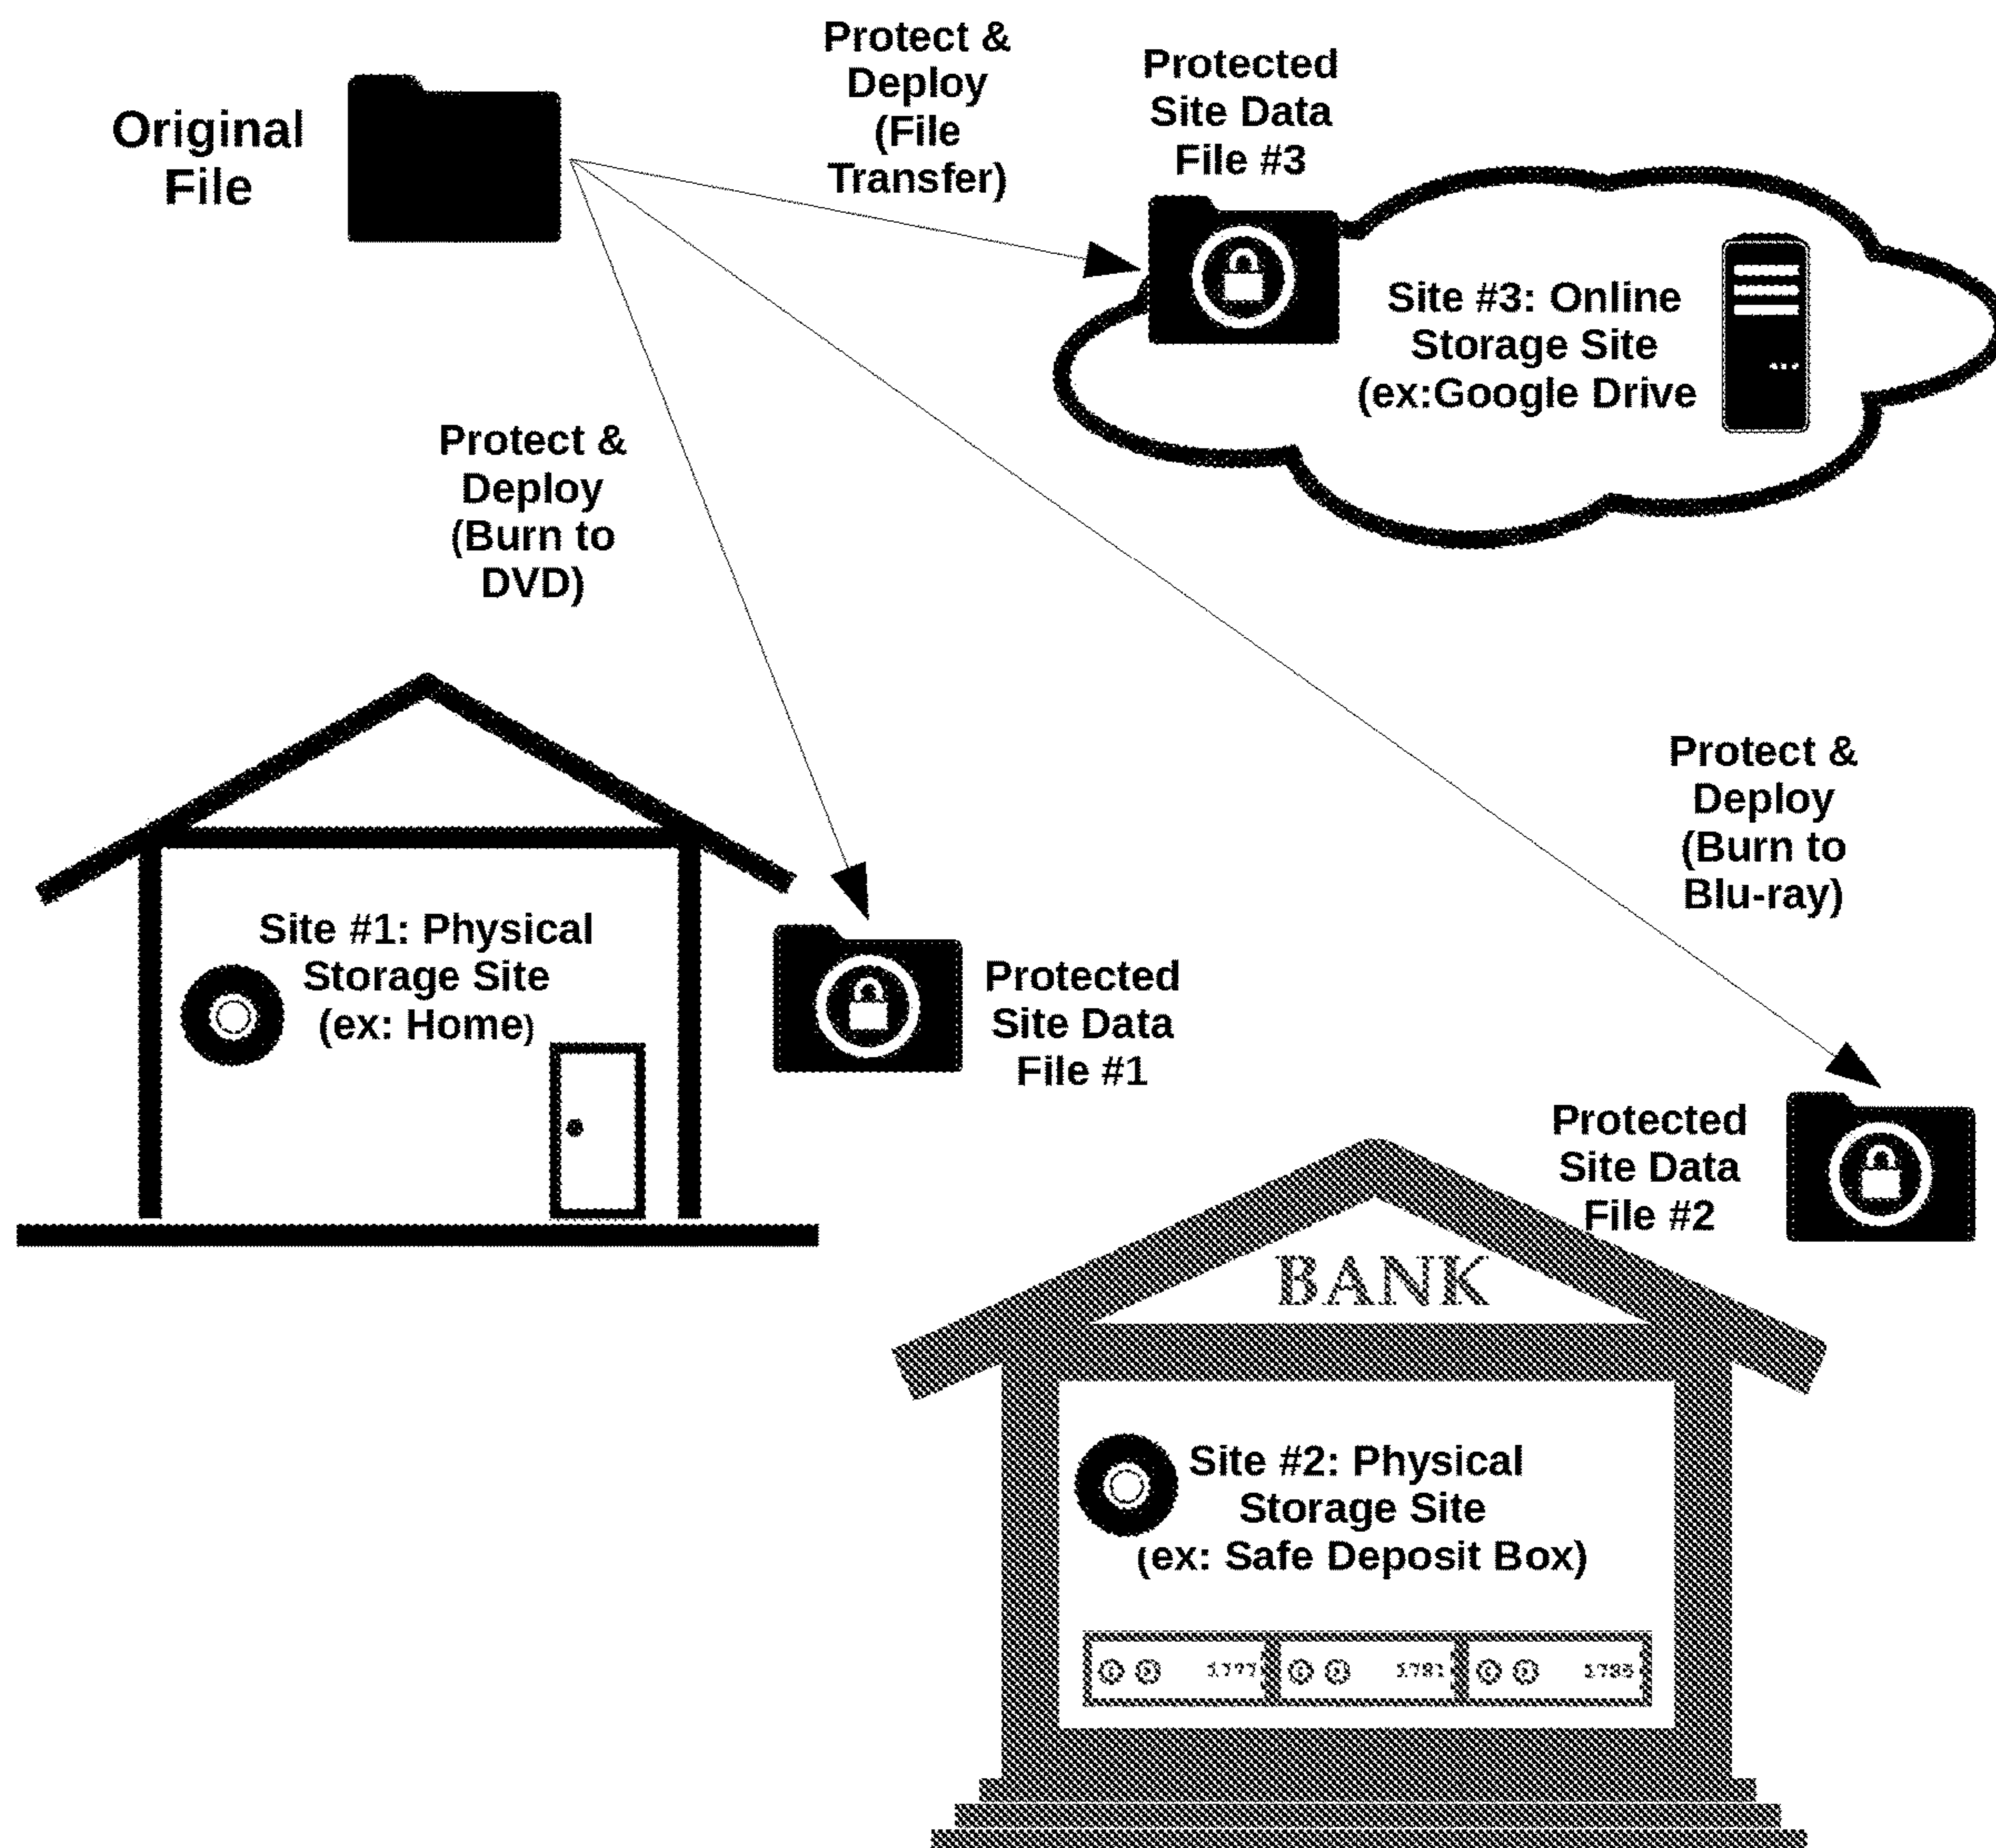 Original
File
Protect &
Deploy
(File
Transfer)
Protected
Site Data
File #3
Site #3: Online
Storage Site
(ex:Google Drive
Protect &
Deploy
(Burn to
DVD)
Protect &
Deploy
(Burn to
Blu-ray)
Site #1: Physical
Storage Site
(ex: Home)
Protected
Site Data
File #1
Protected
Site Data
File #2
BANK
Site #2: Physical
Storage Site
(ex: Safe Deposit Box)
1781